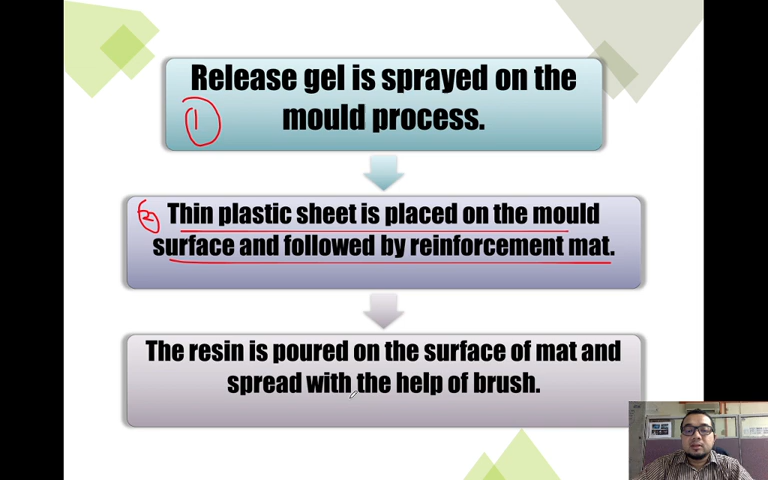 Release gel is sprayed on the
mould process.
1
2
Thin plastic sheet is placed on the mould
surface and followed by reinforcement mat.
The resin is poured on the surface of mat and
spread with the help of brush.